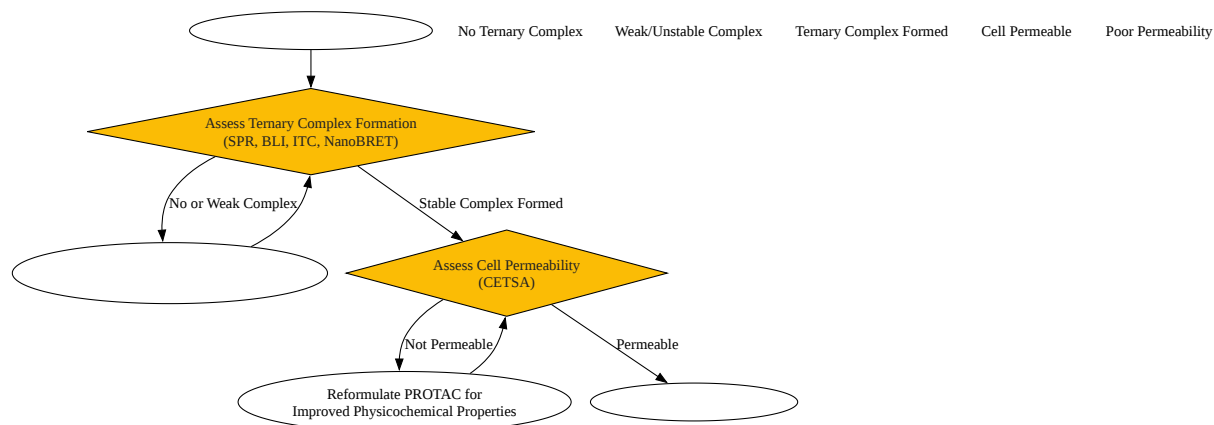 No Ternary Complex
Weak/Unstable Complex
Ternary Complex Formed
Cell Permeable
Poor Permeability
Assess Ternary Complex Formation
(SPR, BLI, ITC, NanoBRET)
No or Weak Complex
Stable Complex Formed
Assess Cell Permeability
(CETSA)
Not Permeable
Permeable
Reformulate PROTAC for
Improved Physicochemical Properties